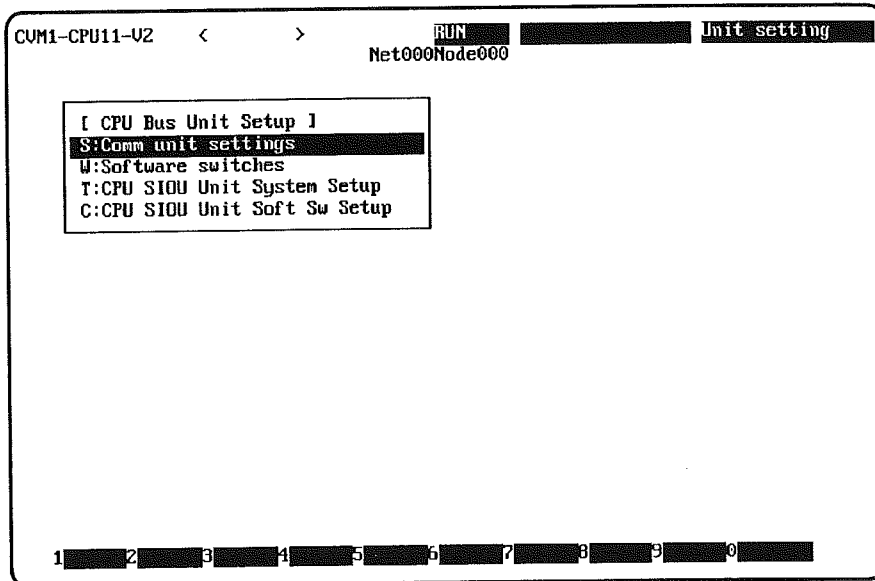 CVM1-CPU11-V2 < > RUN Unit setting
Net000Node000
[ CPU Bus Unit Setup ]
S:Comm unit settings
W:Software switches
T:CPU SIOU Unit System Setup
C:CPU SIOU Unit Soft Sw Setup
1 2 3 4 5 6 7 8 9 0